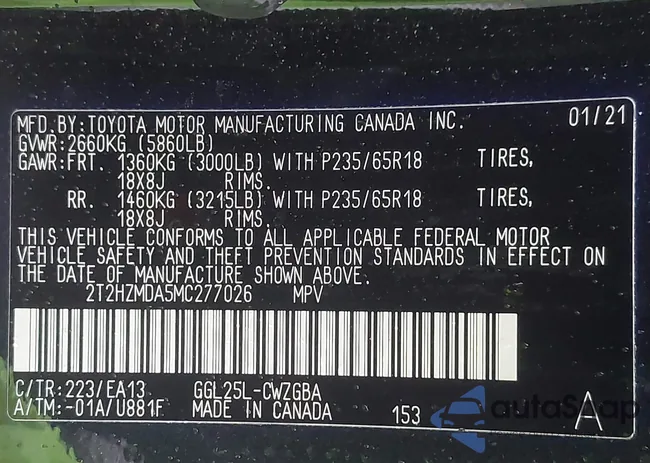 MFD.BY:TOYOTA MOTOR MANUFACTURING CANADA INC. 01/21
GVWR:2660KG (5860LB)
GAWR:FRT. 1360KG (3000LB) WITH P235/65R18 TIRES,
18X8J RIMS.
RR. 1460KG (3215LB) WITH P235/65R18 TIRES,
18X8J RIMS.
THIS VEHICLE CONFORMS TO ALL APPLICABLE FEDERAL MOTOR
VEHICLE SAFETY AND THEFT PREVENTION STANDARDS IN EFFECT ON
THE DATE OF MANUFACTURE SHOWN ABOVE.
2T2HZMDA5MC277026 MPV
C/TR:223/EA13 GGL25L-CWZGBA
A/TM:-01A/U881F MADE IN CANADA 153 A